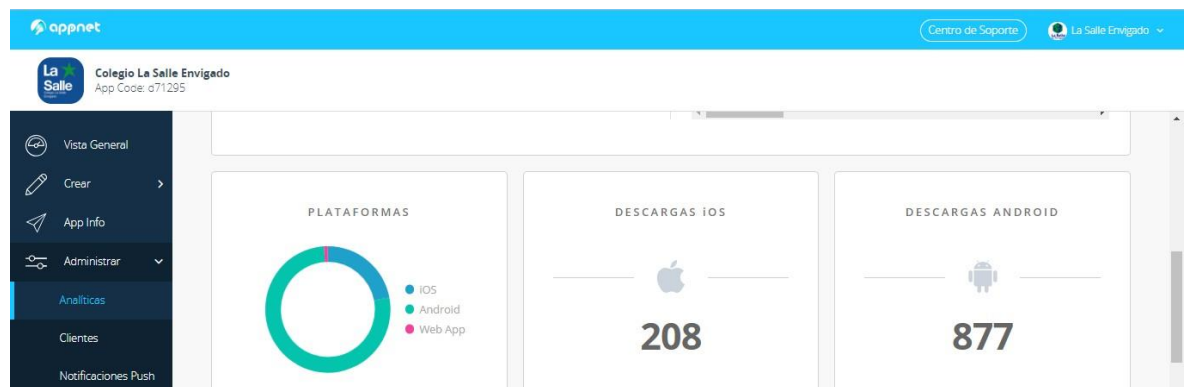 appnet
Centro de Soporte
La Salle Envigado
La Salle
Colegio La Salle Envigado
App Code: d71295
Vista General
Crear
App Info
Administrar
Analíticas
Clientes
Notificaciones Push
PLATAFORMAS
iOS
Android
Web App
DESCARGAS iOS
208
DESCARGAS ANDROID
877